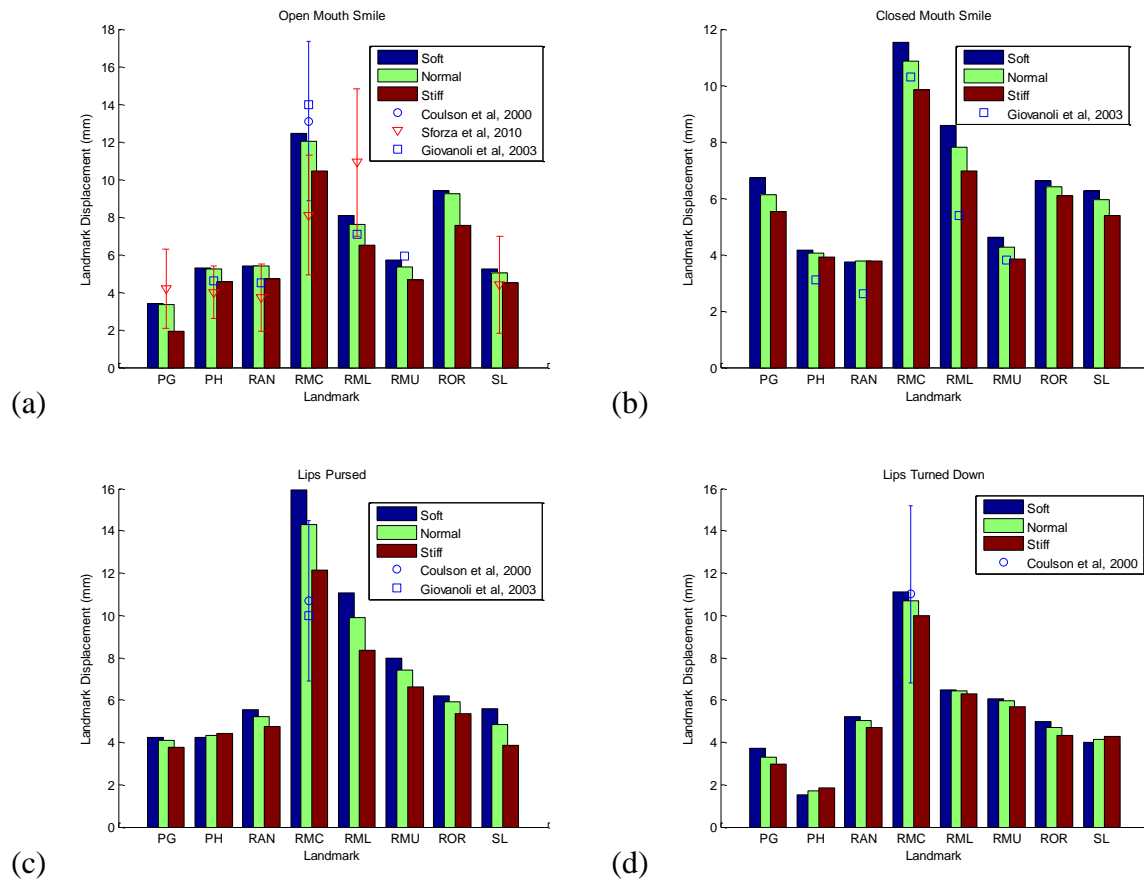 Open Mouth Smile
18
16
14
12
10
8
6
4
2
0
Landmark Displacement (mm)
Soft
Normal
Stiff
Coulson et al, 2000
Sforza et al, 2010
Giovanoli et al, 2003
PG PH RAN RMC RML RMU ROR SL
Landmark
(a)
Closed Mouth Smile
12
10
8
6
4
2
0
Landmark Displacement (mm)
Soft
Normal
Stiff
Giovanoli et al, 2003
PG PH RAN RMC RML RMU ROR SL
Landmark
(b)
Lips Pursed
16
14
12
10
8
6
4
2
0
Landmark Displacement (mm)
Soft
Normal
Stiff
Coulson et al, 2000
Giovanoli et al, 2003
PG PH RAN RMC RML RMU ROR SL
Landmark
(c)
Lips Turned Down
16
14
12
10
8
6
4
2
0
Landmark Displacement (mm)
Soft
Normal
Stiff
Coulson et al, 2000
PG PH RAN RMC RML RMU ROR SL
Landmark
(d)